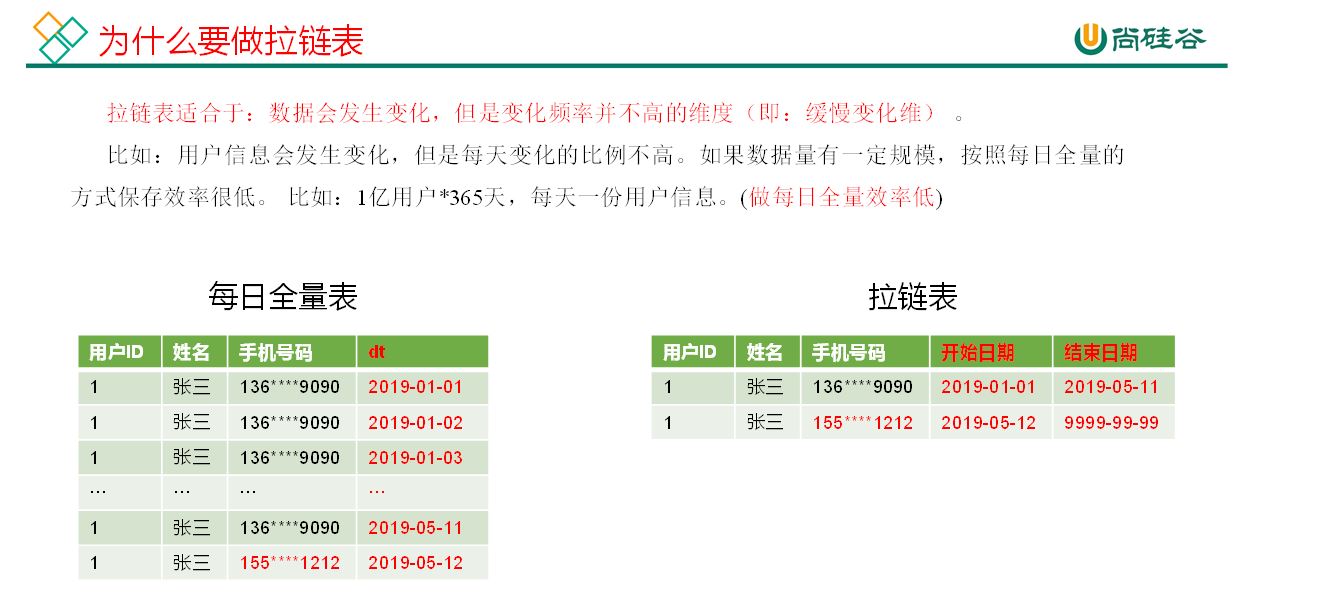 为什么要做拉链表
尚硅谷
拉链表适合于：数据会发生变化，但是变化频率并不高的维度（即：缓慢变化维） 。
比如：用户信息会发生变化，但是每天变化的比例不高。如果数据量有一定规模，按照每日全量的
方式保存效率很低。 比如：1亿用户*365天，每天一份用户信息。(做每日全量效率低)
每日全量表
用户ID 姓名 手机号码 dt
1 张三 136****9090 2019-01-01
1 张三 136****9090 2019-01-02
1 张三 136****9090 2019-01-03
... ... ... ...
1 张三 136****9090 2019-05-11
1 张三 155****1212 2019-05-12
拉链表
用户ID 姓名 手机号码 开始日期 结束日期
1 张三 136****9090 2019-01-01 2019-05-11
1 张三 155****1212 2019-05-12 9999-99-99